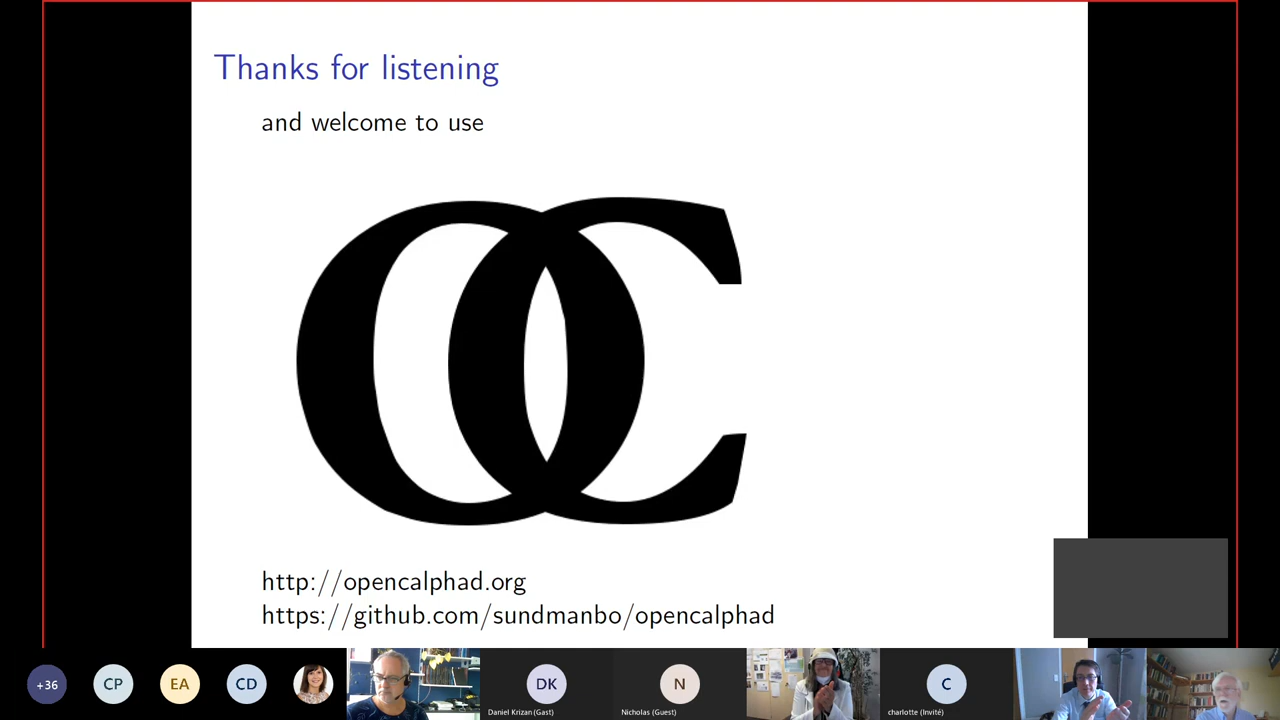 Thanks for listening
and welcome to use
OC
http://opencalphad.org
https://github.com/sundmanbo/opencalphad
+36
CP
EA
CD
DK
Daniel Krizan (Gast)
N
Nicholas (Guest)
C
charlotte (Invité)